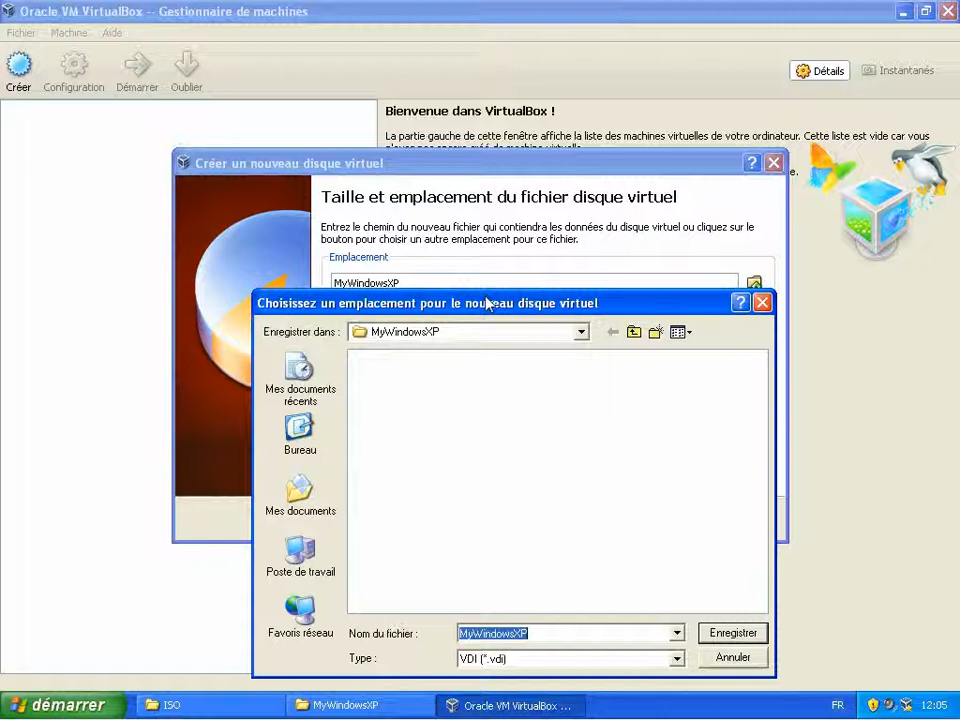 Oracle VM VirtualBox - Gestionnaire de machines
Fichier Machine Aide
Créer Configuration Démarrer Oublier
Détails Instantanés
Bienvenue dans VirtualBox !
La partie gauche de cette fenêtre affiche la liste des machines virtuelles de votre ordinateur. Cette liste est vide car vous
Créer un nouveau disque virtuel
Taille et emplacement du fichier disque virtuel
Entrez le chemin du nouveau fichier qui contiendra les données du disque virtuel ou cliquez sur le
bouton pour choisir un autre emplacement pour ce fichier.
Emplacement
MyWindowsXP
Choisissez un emplacement pour le nouveau disque virtuel
Enregistrer dans : MyWindowsXP
Mes documents
récents
Bureau
Mes documents
Poste de travail
Favoris réseau
Nom du fichier : MyWindowsXP Enregistrer
Type : VDI (*.vdi) Annuler
démarrer ISO MyWindowsXP Oracle VM VirtualBox ... FR 12:05